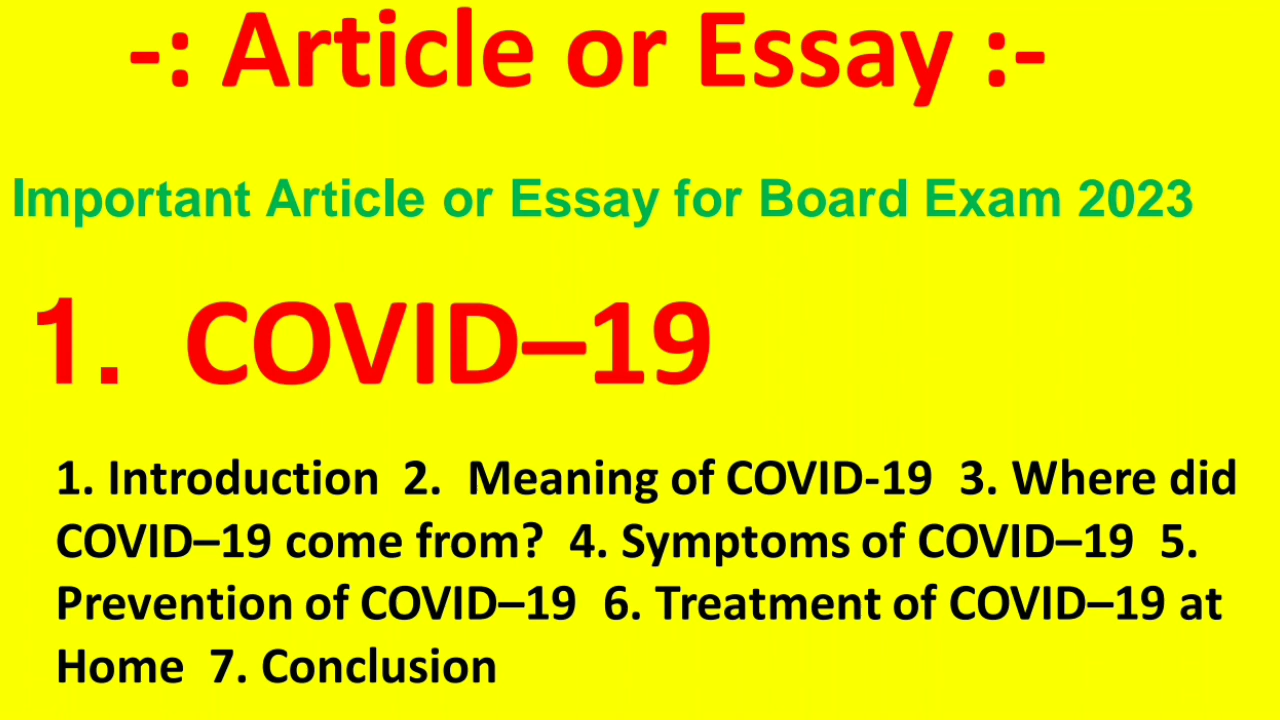 -: Article or Essay :-
Important Article or Essay for Board Exam 2023
1. COVID–19
1. Introduction 2. Meaning of COVID-19 3. Where did
COVID–19 come from? 4. Symptoms of COVID–19 5.
Prevention of COVID–19 6. Treatment of COVID–19 at
Home 7. Conclusion